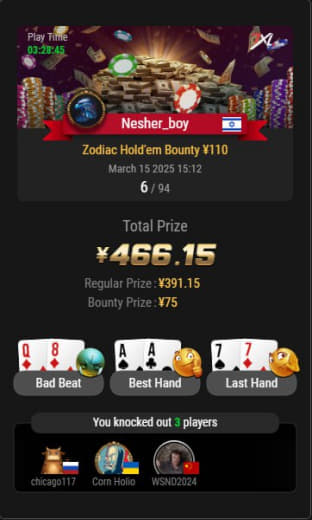 Play Time
03:28:45
Nesher_boy
Zodiac Hold'em Bounty ¥110
March 15 2025 15:12
6 / 94
Total Prize
¥466.15
Regular Prize : ¥391.15
Bounty Prize : ¥75
Q 8 A A 7 7
Bad Beat Best Hand Last Hand
You knocked out 3 players
chicago117 Corn Holio WSND2024